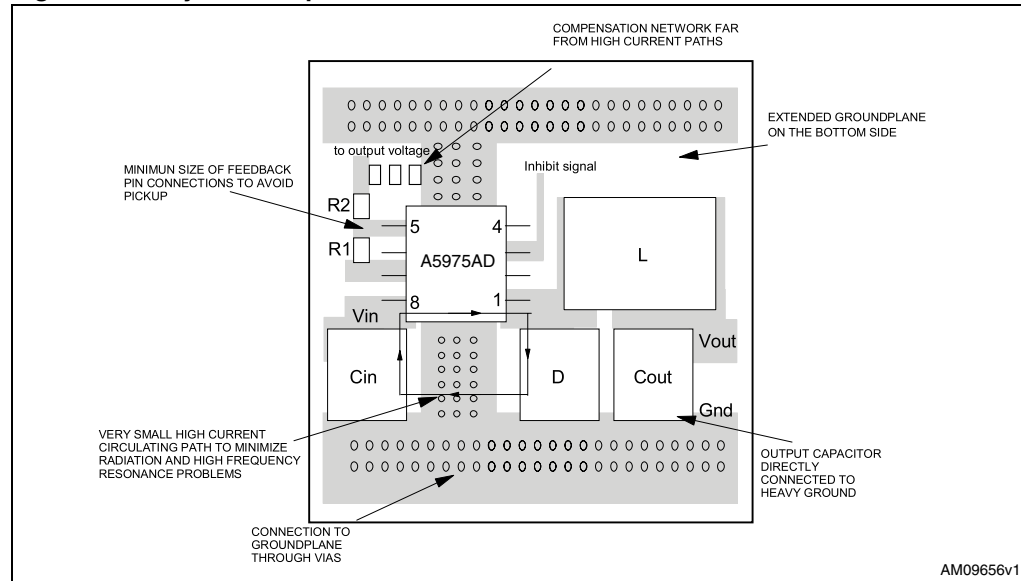 COMPENSATION NETWORK FAR
FROM HIGH CURRENT PATHS
EXTENDED GROUNDPLANE
ON THE BOTTOM SIDE
to output voltage
Inhibit signal
MINIMUN SIZE OF FEEDBACK
PIN CONNECTIONS TO AVOID
PICKUP
R2
R1
5
4
A5975AD
8
1
L
Vin
Vout
Cin
D
Cout
Gnd
VERY SMALL HIGH CURRENT
CIRCULATING PATH TO MINIMIZE
RADIATION AND HIGH FREQUENCY
RESONANCE PROBLEMS
OUTPUT CAPACITOR
DIRECTLY
CONNECTED TO
HEAVY GROUND
CONNECTION TO
GROUNDPLANE
THROUGH VIAS
AM09656v1